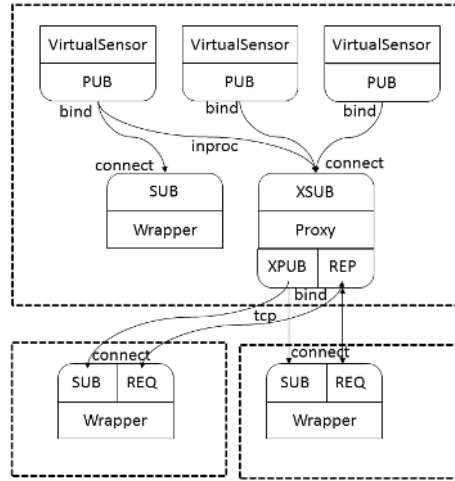 VirtualSensor VirtualSensor VirtualSensor
PUB PUB PUB
bind bind bind
inproc
connect connect
SUB XSUB
Wrapper Proxy
XPUB REP
bind
tcp
connect connect
SUB REQ SUB REQ
Wrapper Wrapper